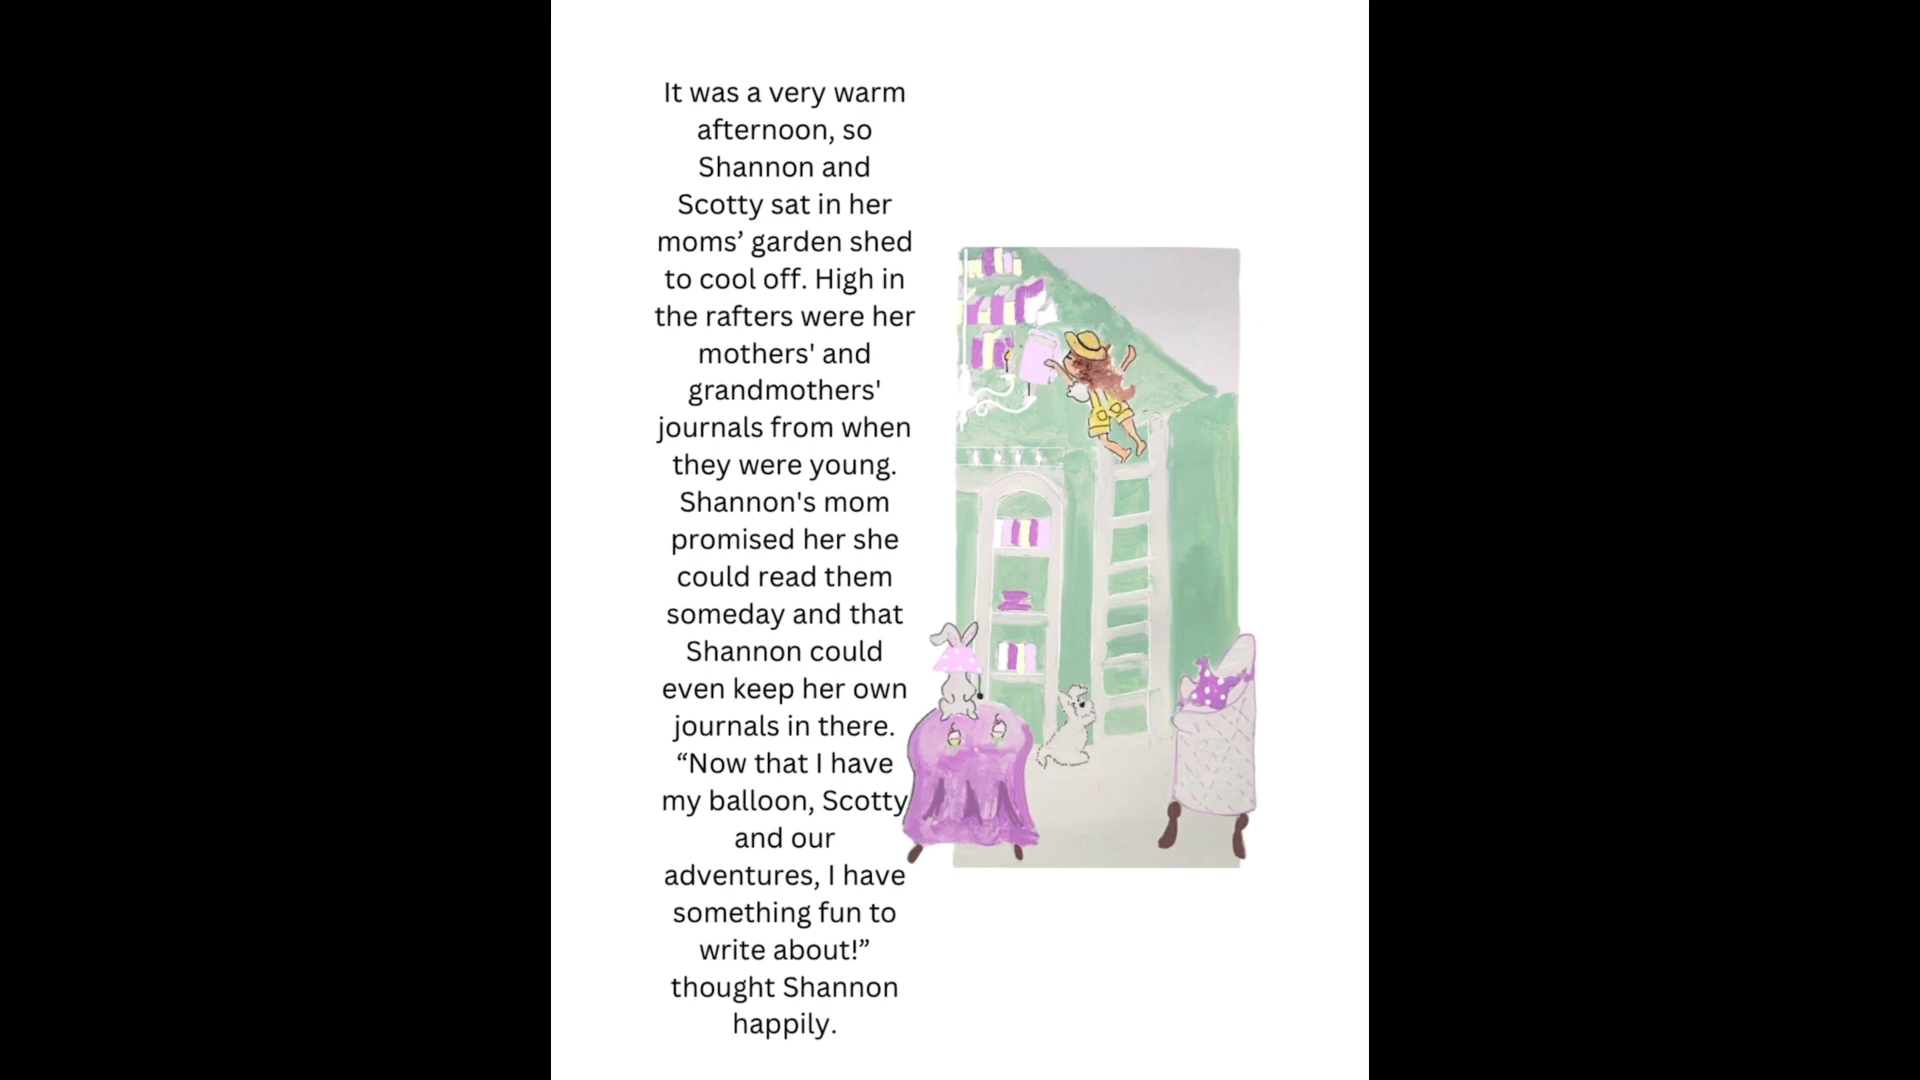 It was a very warm
afternoon, so
Shannon and
Scotty sat in her
moms’ garden shed
to cool off. High in
the rafters were her
mothers' and
grandmothers'
journals from when
they were young.
Shannon's mom
promised her she
could read them
someday and that
Shannon could
even keep her own
journals in there.
“Now that I have
my balloon, Scotty
and our
adventures, I have
something fun to
write about!”
thought Shannon
happily.